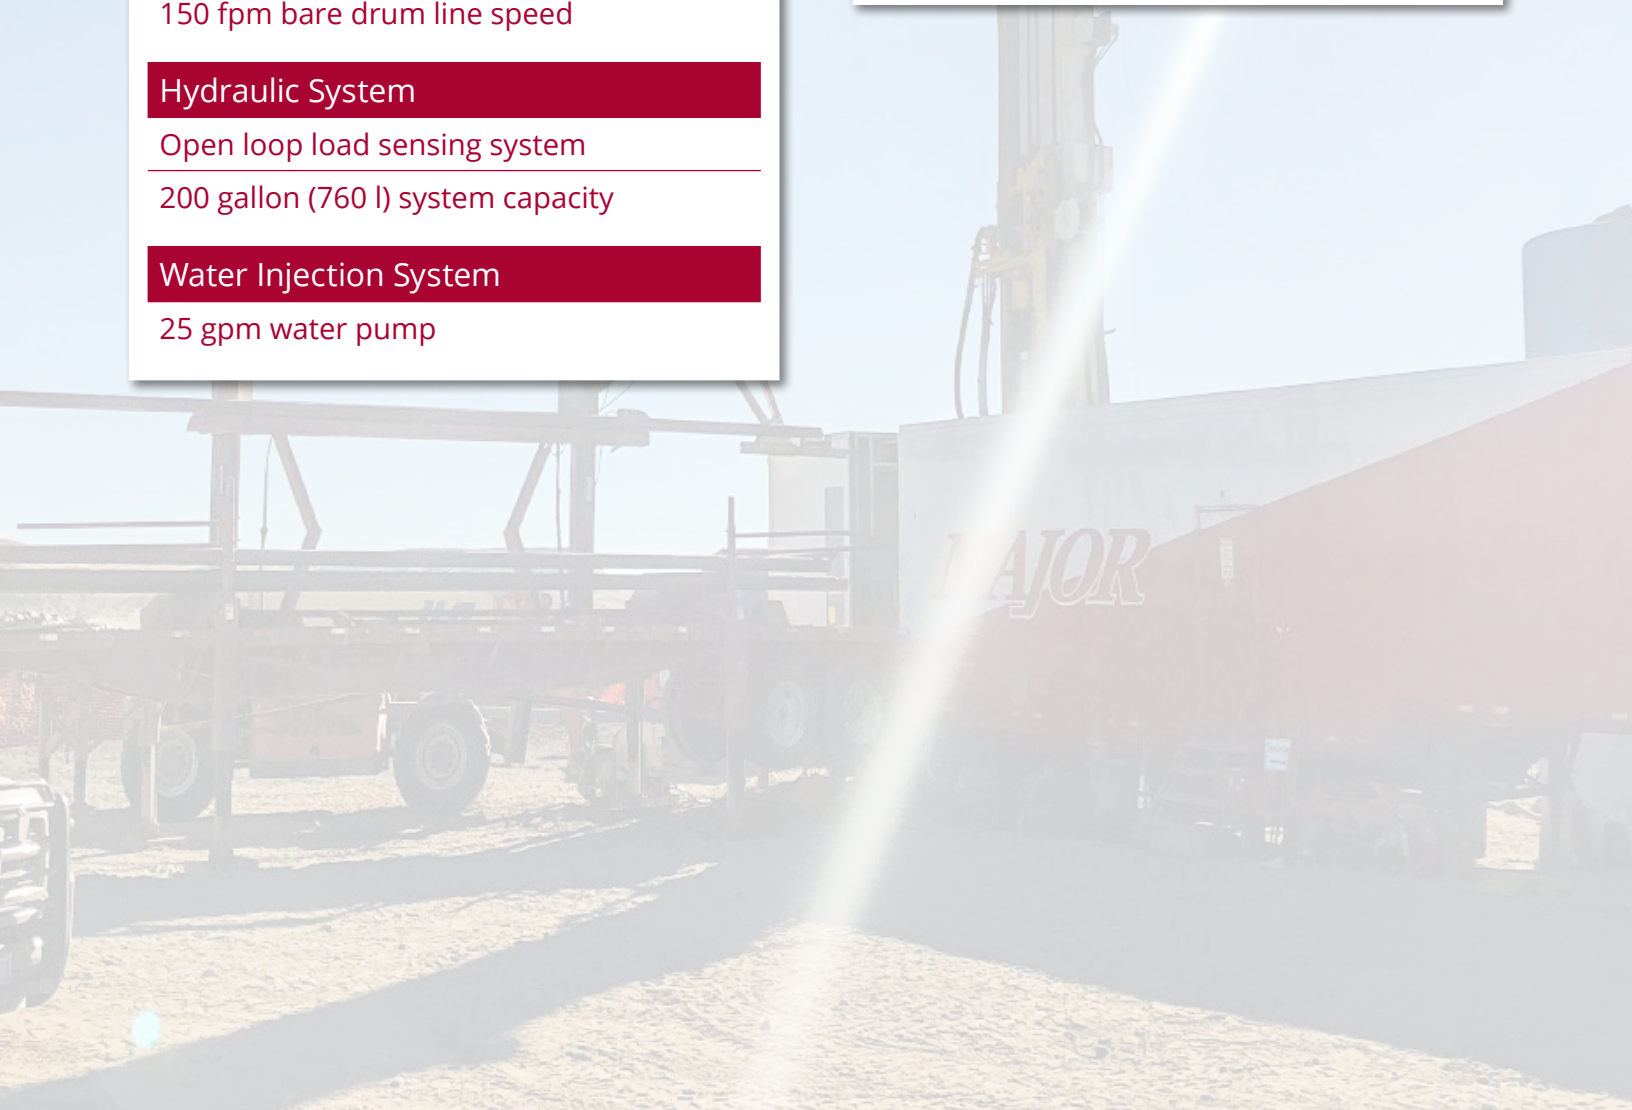 150 fpm bare drum line speed
Hydraulic System
Open loop load sensing system
200 gallon (760 l) system capacity
Water Injection System
25 gpm water pump
MAJOR